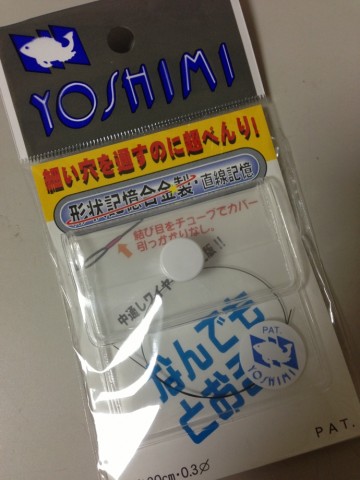 YOSHIMI
細い穴を通すのに超べんり!
形状記憶合金製・直線記憶
結び目をチューブでカバー
引っかかりなし。
中通しワイヤー
!!
なんでも
とおる
PAT.
YOSHIMI
0cm・0.3φ
PAT.